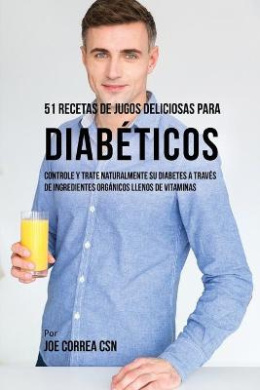 51 RECETAS DE JUGOS DELICIOSAS PARA
DIABÉTICOS
CONTROLE Y TRATE NATURALMENTE SU DIABETES A TRAVÉS
DE INGREDIENTES ORGÁNICOS LLENOS DE VITAMINAS
Por
JOE CORREA CSN